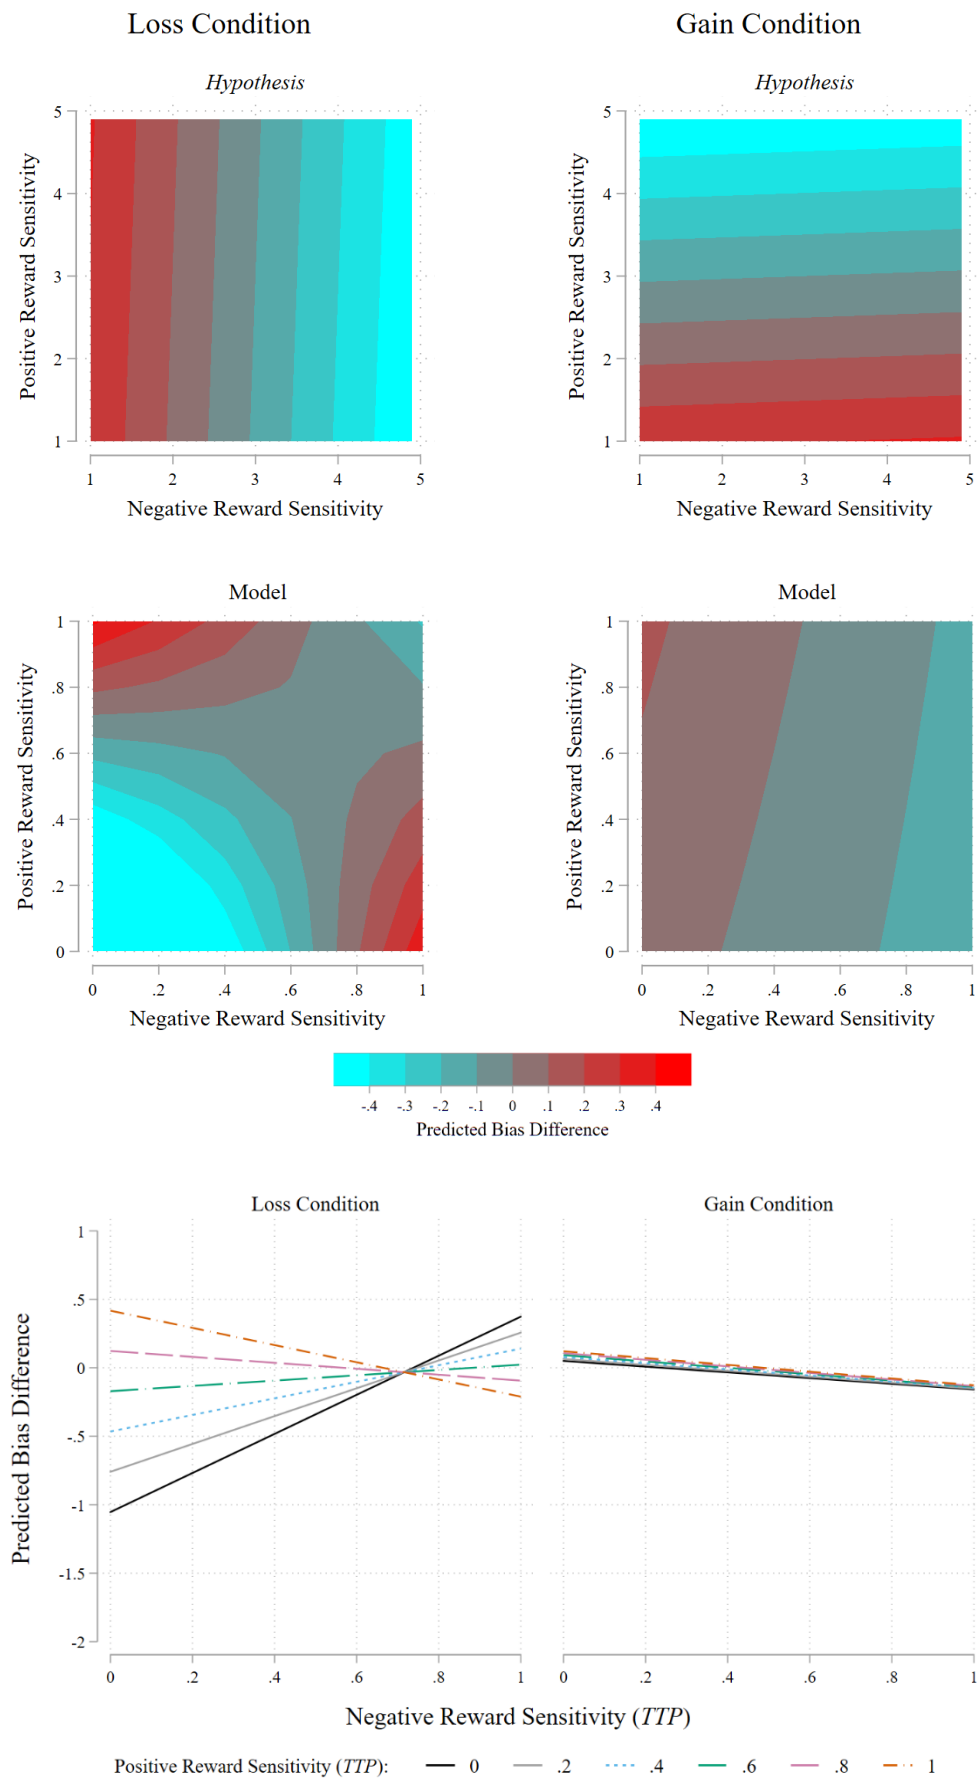 Loss Condition
Gain Condition
Hypothesis
Hypothesis
Positive Reward Sensitivity
5
4
3
2
1
1 2 3 4 5
Negative Reward Sensitivity
Positive Reward Sensitivity
5
4
3
2
1
1 2 3 4 5
Negative Reward Sensitivity
Model
Model
Positive Reward Sensitivity
1
.8
.6
.4
.2
0
0 .2 .4 .6 .8 1
Negative Reward Sensitivity
Positive Reward Sensitivity
1
.8
.6
.4
.2
0
0 .2 .4 .6 .8 1
Negative Reward Sensitivity
-.4 -.3 -.2 -.1 0 .1 .2 .3 .4
Predicted Bias Difference
Loss Condition
Gain Condition
Predicted Bias Difference
1
.5
0
-.5
-1
-1.5
-2
0 .2 .4 .6 .8 1
0 .2 .4 .6 .8 1
Negative Reward Sensitivity (TTP)
Positive Reward Sensitivity (TTP): 0 .2 .4 .6 .8 1